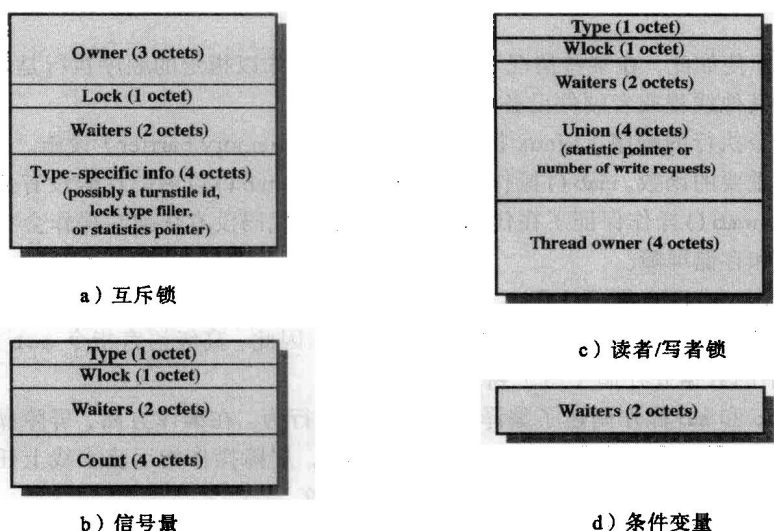 Owner (3 octets)
Lock (1 octet)
Waiters (2 octets)
Type-specific info (4 octets)
(possibly a turnstile id,
lock type filler,
or statistics pointer)
a）互斥锁
Type (1 octet)
Wlock (1 octet)
Waiters (2 octets)
Count (4 octets)
b）信号量
Type (1 octet)
Wlock (1 octet)
Waiters (2 octets)
Union (4 octets)
(statistic pointer or
number of write requests)
Thread owner (4 octets)
c）读者/写者锁
Waiters (2 octets)
d）条件变量